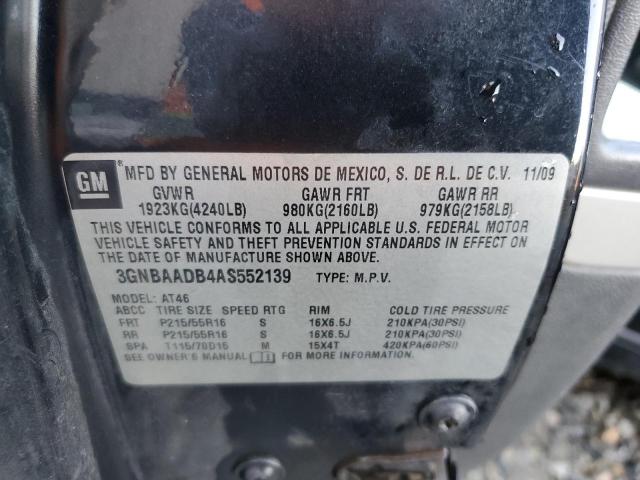 GM ® MFD BY GENERAL MOTORS DE MEXICO, S. DE R.L. DE C.V. 11/09
GVWR GAWR FRT GAWR RR
1923KG(4240LB) 980KG(2160LB) 979KG(2158LB)
THIS VEHICLE CONFORMS TO ALL APPLICABLE U.S. FEDERAL MOTOR
VEHICLE SAFETY AND THEFT PREVENTION STANDARDS IN EFFECT ON
THE DATE OF MANUFACTURE SHOWN ABOVE.
3GNBAADB4AS552139 TYPE: M.P.V.
MODEL: AT46
ABCC TIRE SIZE SPEED RTG RIM COLD TIRE PRESSURE
FRT P215/55R16 S 16X6.5J 210KPA(30PSI)
RR P215/55R16 S 16X6.5J 210KPA(30PSI)
SPA T115/70D15 M 15X4T 420KPA(60PSI)
SEE OWNER'S MANUAL FOR MORE INFORMATION.